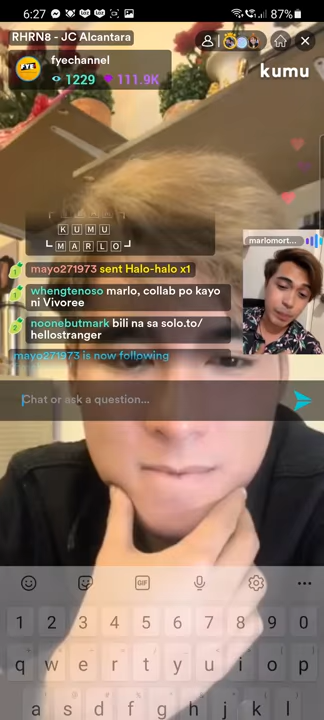 6:27
87%
RHRN8 - JC Alcantara
FYE
fyechannel
1229 111.9K
kumu
KUMU
MARLO
marlomort...
mayo271973 sent Halo-halo x1
whengtenoso marlo, collab po kayo
ni Vivoree
noonebutmark bili na sa solo.to/
hellostranger
mayo271973 is now following
Chat or ask a question...
GIF
1 2 3 4 5 6 7 8 9 0
q w e r t y u i o p
a s d f g h j k l